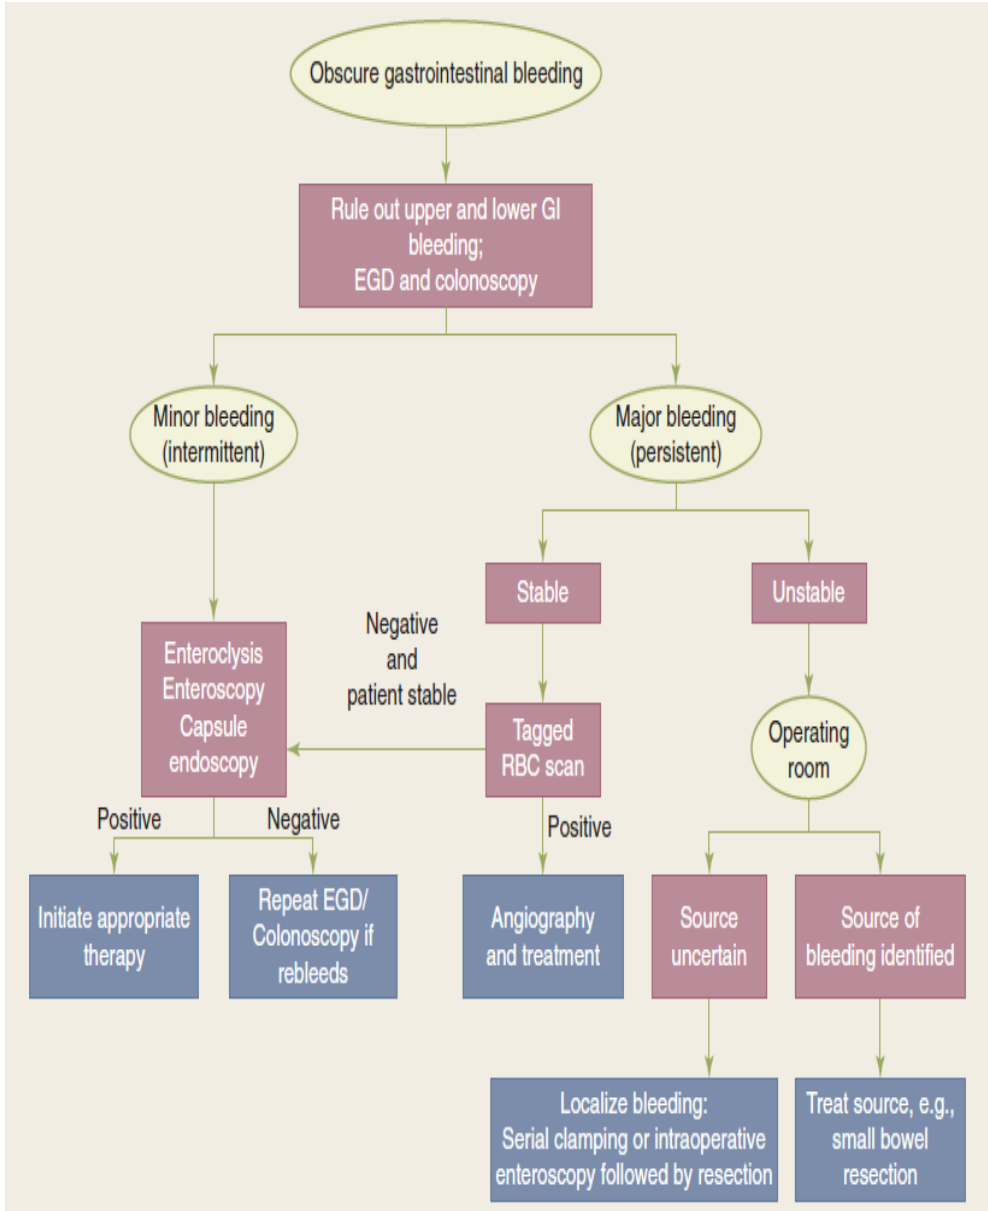 Obscure gastrointestinal bleeding
Rule out upper and lower GI
bleeding;
EGD and colonoscopy
Minor bleeding
(intermittent)
Major bleeding
(persistent)
Stable
Unstable
Negative
and
patient stable
Enteroclysis
Enteroscopy
Capsule
endoscopy
Tagged
RBC scan
Operating
room
Positive
Negative
Positive
Initiate appropriate
therapy
Repeat EGD/
Colonoscopy if
rebleeds
Angiography
and treatment
Source
uncertain
Source of
bleeding identified
Localize bleeding:
Serial clamping or intraoperative
enteroscopy followed by resection
Treat source, e.g.,
small bowel
resection